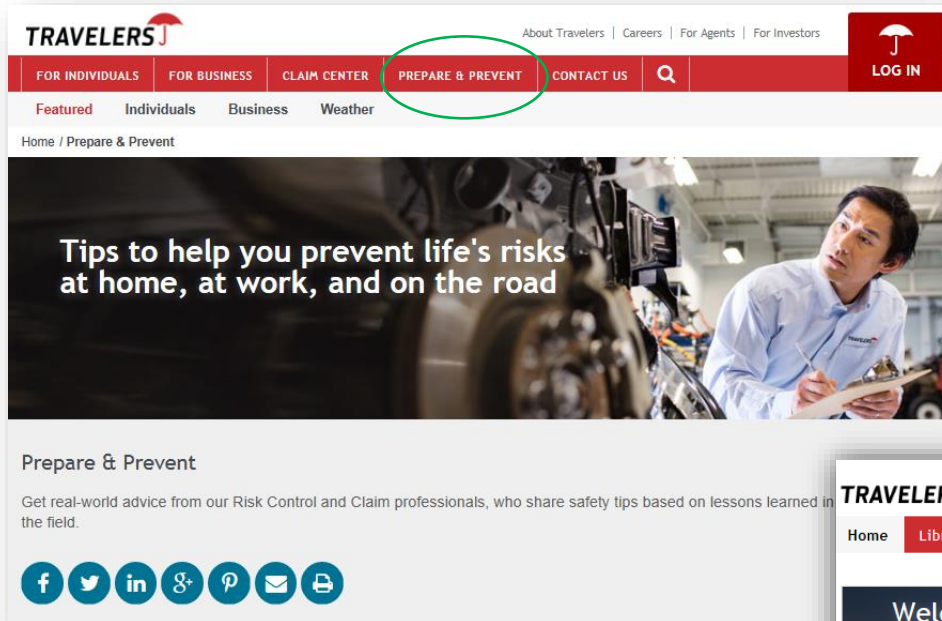 TRAVELERS
About Travelers | Careers | For Agents | For Investors
LOG IN
FOR INDIVIDUALS
FOR BUSINESS
CLAIM CENTER
PREPARE & PREVENT
CONTACT US
Featured Individuals Business Weather
Home / Prepare & Prevent
Tips to help you prevent life's risks
at home, at work, and on the road
Prepare & Prevent
Get real-world advice from our Risk Control and Claim professionals, who share safety tips based on lessons learned in
the field.
f in g+
Home